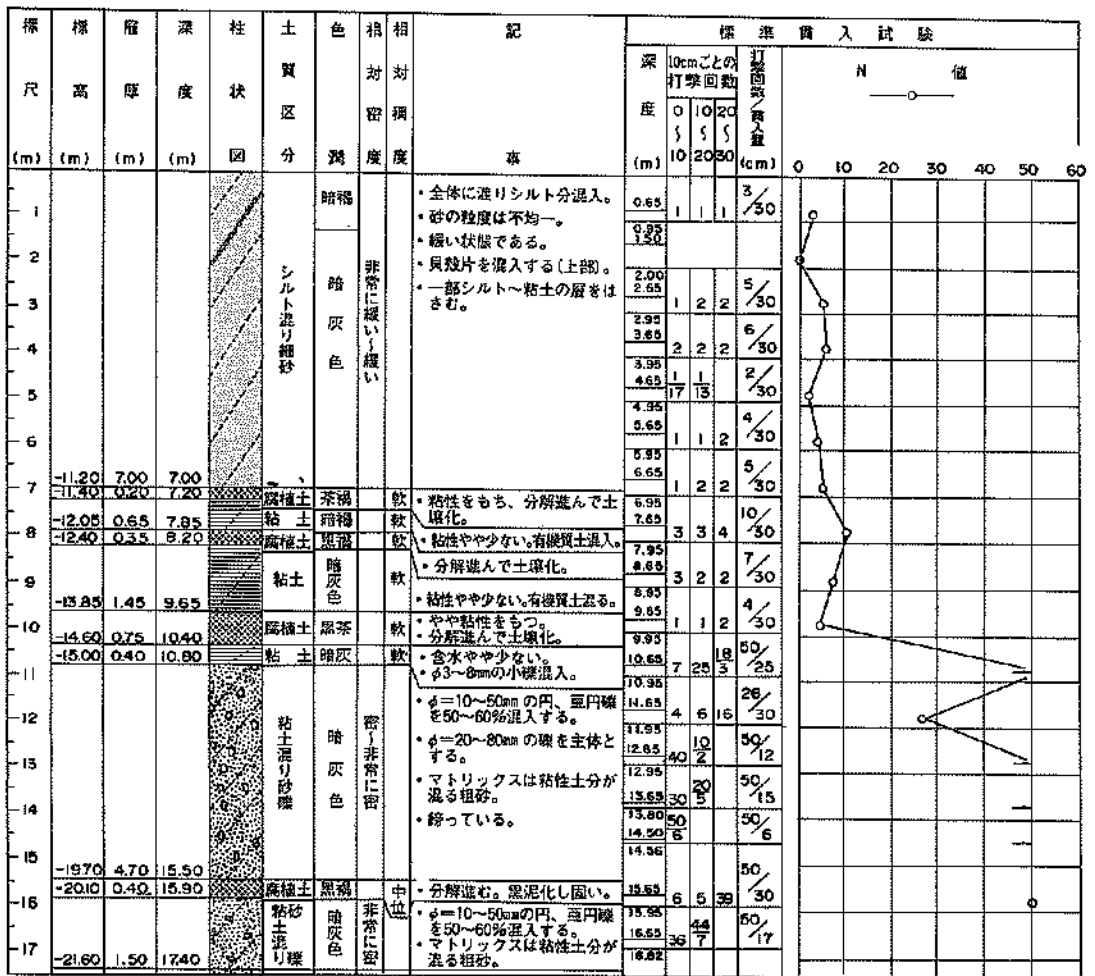 標尺 (m)
標高 (m)
層厚 (m)
深度 (m)
柱状図
土質区分
色調
相対密度
相対稠度
記事
標準貫入試験
深度 (m)
10cmごとの打撃回数
0〜10
10〜20
20〜30
打撃回数/貫入量 (cm)
N 値
0 10 20 30 40 50 60
1
2
3
4
5
6
7
8
9
10
11
12
13
14
15
16
17
-11.20 7.00 7.00
-11.40 0.20 7.20
-12.05 0.65 7.85
-12.40 0.35 8.20
-13.85 1.45 9.65
-14.60 0.75 10.40
-15.00 0.40 10.80
-19.70 4.70 15.50
-20.10 0.40 15.90
-21.60 1.50 17.40
シルト混り細砂
暗褐
暗灰色
非常に緩い〜緩い
・全体に渡りシルト分混入。
・砂の粒度は不均一。
・緩い状態である。
・貝殻片を混入する(上部)。
・一部シルト〜粘土の層をはさむ。
腐植土 茶褐 軟
・粘性をもち、分解進んで土壌化。
粘土 暗褐 軟
・粘性やや少ない。有機質土混入。
腐植土 黒褐 軟
・分解進んで土壌化。
粘土 暗灰色 軟
・粘性やや少ない。有機質土混る。
腐植土 黒茶 軟
・やや粘性をもつ。
・分解進んで土壌化。
粘土 暗灰 軟
・含水やや少ない。
・φ3〜8mmの小礫混入。
粘土混り砂礫
暗灰色
密〜非常に密
・φ=10〜50mmの円、亜円礫を50〜60%混入する。
・φ=20〜80mmの礫を主体とする。
・マトリックスは粘性土分が混る粗砂。
・締っている。
腐植土 黒褐 中位
・分解進む。黒泥化し固い。
粘土混り砂礫
暗灰色
非常に密
・φ=10〜50mmの円、亜円礫を50〜60%混入する。
・マトリックスは粘性土分が混る粗砂。
0.65 1 1 1 3/30
0.95
1.50
2.00
2.65 1 2 2 5/30
2.95
3.65 2 2 2 6/30
3.95
4.65 1/17 1/13 2/30
4.95
5.65 1 1 2 4/30
5.95
6.65 1 2 2 5/30
6.95
7.65 3 3 4 10/30
7.95
8.65 3 2 2 7/30
8.95
9.65 1 1 2 4/30
9.95
10.65 7 25 18/3 50/25
10.95
11.65 4 6 16 26/30
11.95
12.65 40 10/2 50/12
12.95
13.65 30 20/5 50/15
13.80
14.50 50/6 50/6
14.56
15.65 6 5 39 50/30
15.95
16.65 36 44/7 50/17
16.82